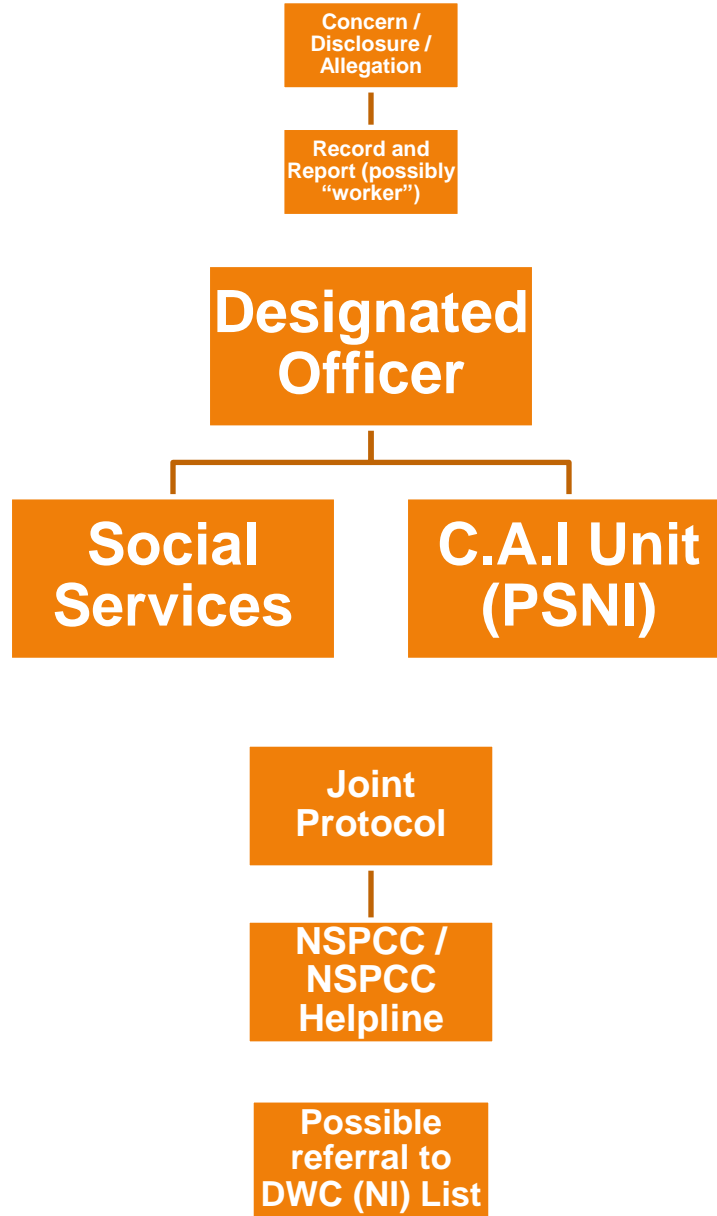 Concern /
Disclosure /
Allegation
Record and
Report (possibly
“worker”)
Designated
Officer
Social
Services
C.A.I Unit
(PSNI)
Joint
Protocol
NSPCC /
NSPCC
Helpline
Possible
referral to
DWC (NI) List